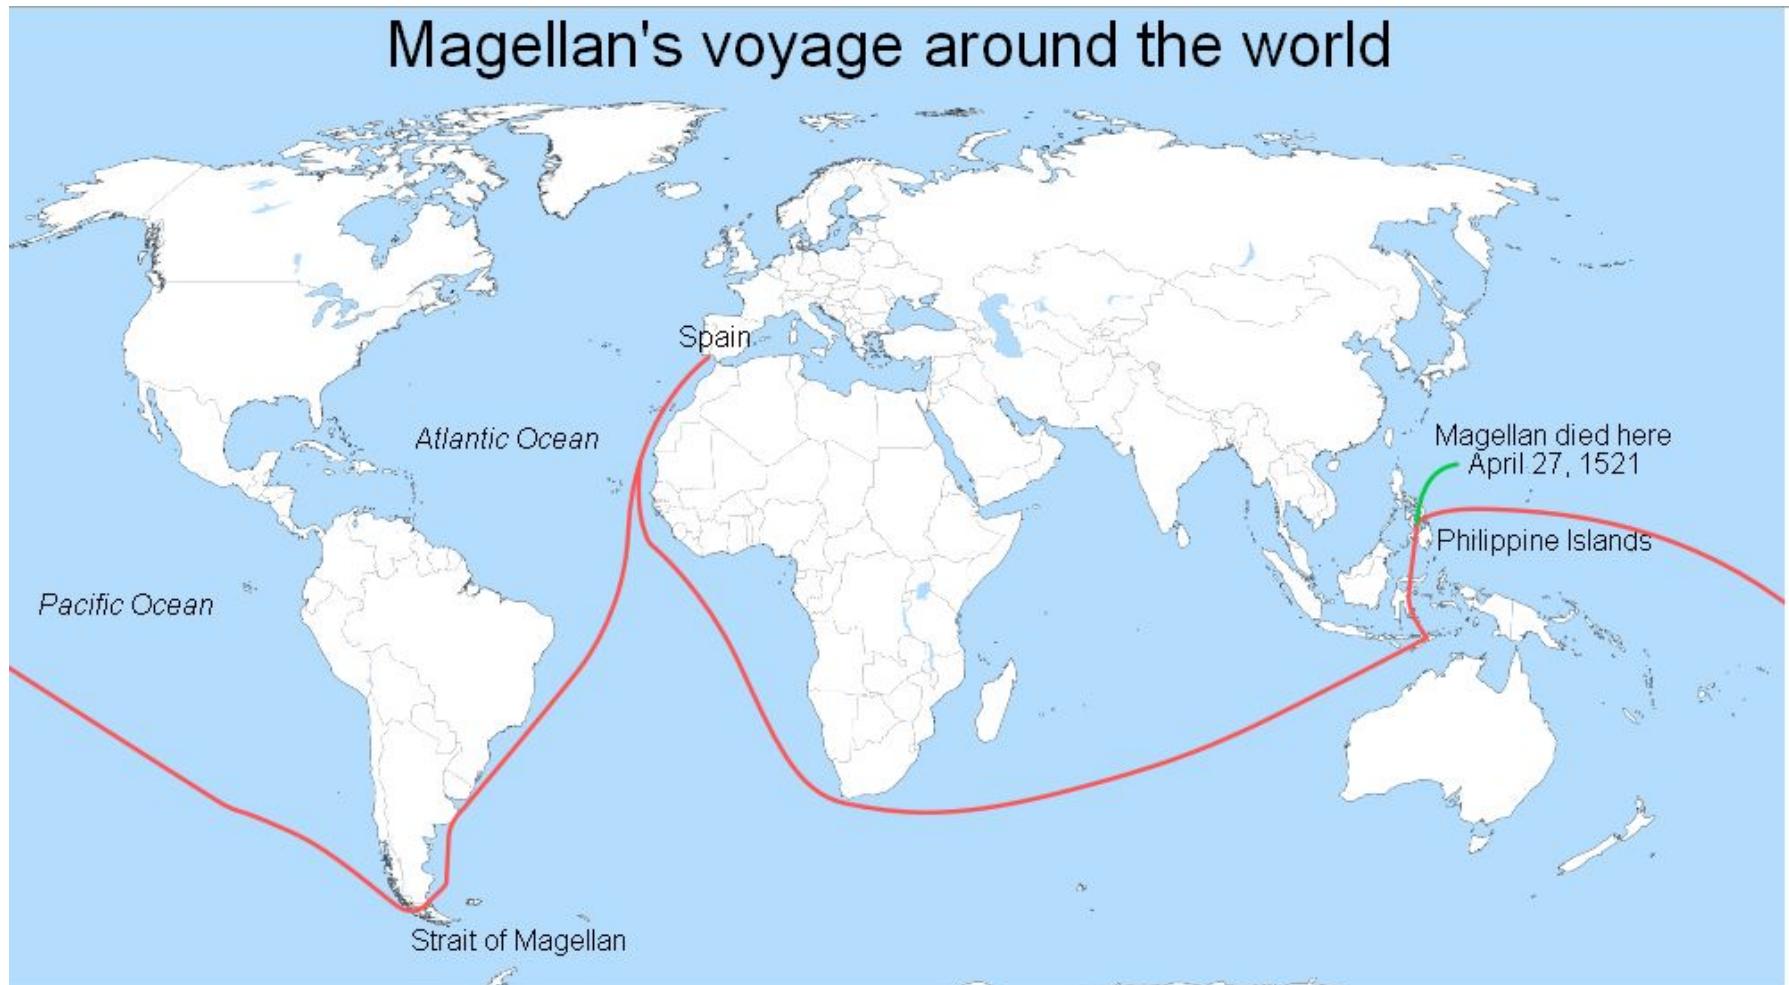 Magellan's voyage around the world
Spain
Atlantic Ocean
Magellan died here
April 27, 1521
Philippine Islands
Pacific Ocean
Strait of Magellan